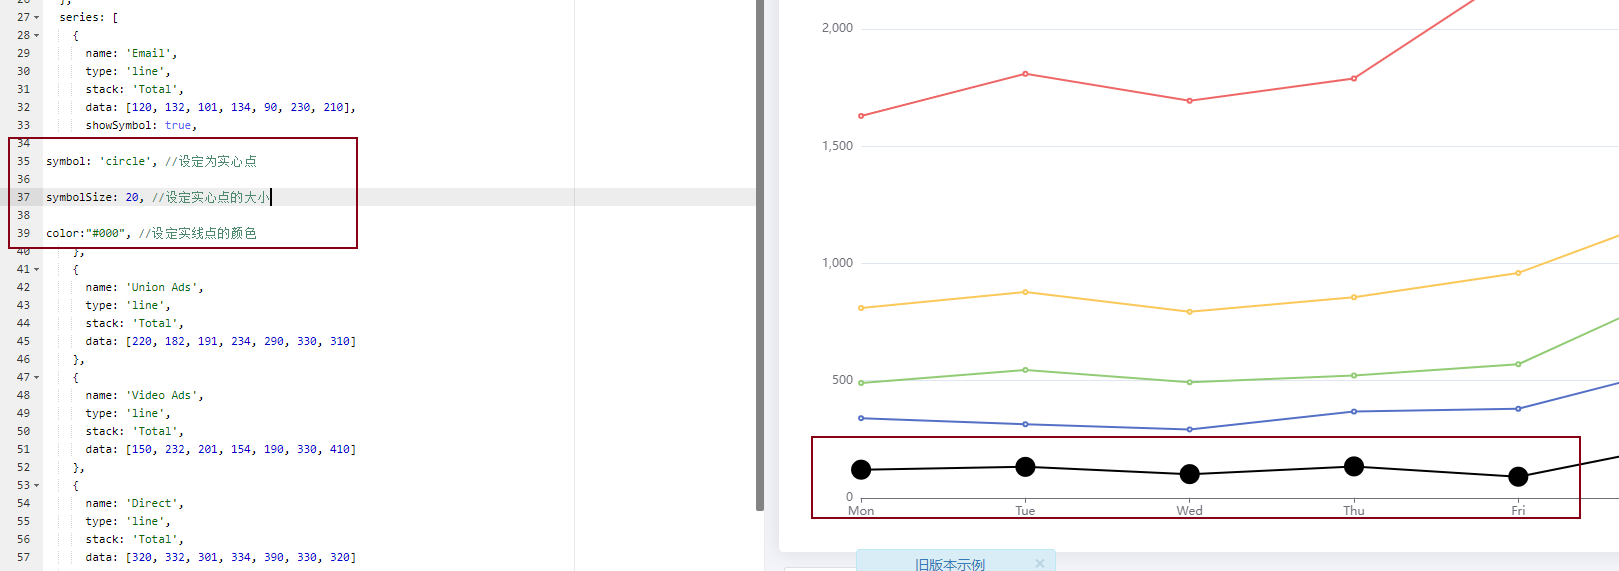 27 series: [
28 {
29 name: 'Email',
30 type: 'line',
31 stack: 'Total',
32 data: [120, 132, 101, 134, 90, 230, 210],
33 showSymbol: true,
34
35 symbol: 'circle', //设定为实心点
36
37 symbolSize: 20, //设定实心点的大小
38
39 color:"#000", //设定实线点的颜色
40 },
41 {
42 name: 'Union Ads',
43 type: 'line',
44 stack: 'Total',
45 data: [220, 182, 191, 234, 290, 330, 310]
46 },
47 {
48 name: 'Video Ads',
49 type: 'line',
50 stack: 'Total',
51 data: [150, 232, 201, 154, 190, 330, 410]
52 },
53 {
54 name: 'Direct',
55 type: 'line',
56 stack: 'Total',
57 data: [320, 332, 301, 334, 390, 330, 320]
2,000
1,500
1,000
500
0
Mon Tue Wed Thu Fri
旧版本示例 ×